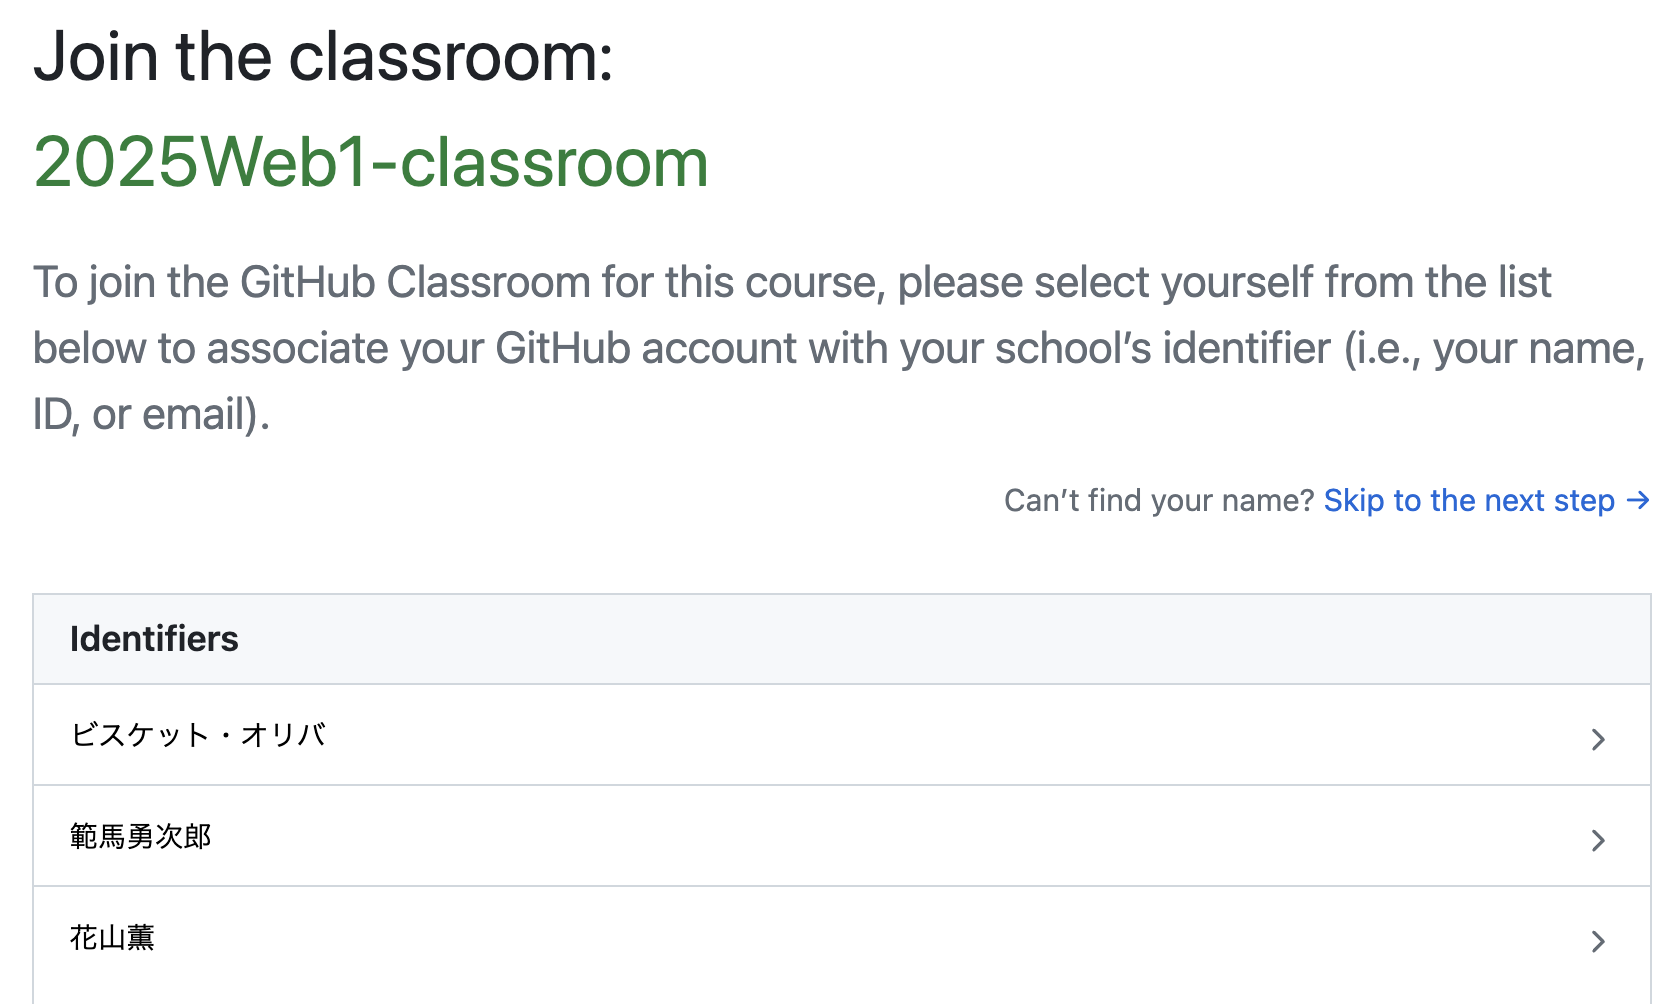 Join the classroom:
2025Web1-classroom
To join the GitHub Classroom for this course, please select yourself from the list
below to associate your GitHub account with your school’s identifier (i.e., your name,
ID, or email).
Can’t find your name? Skip to the next step →
Identifiers
ビスケット・オリバ
範馬勇次郎
花山薫